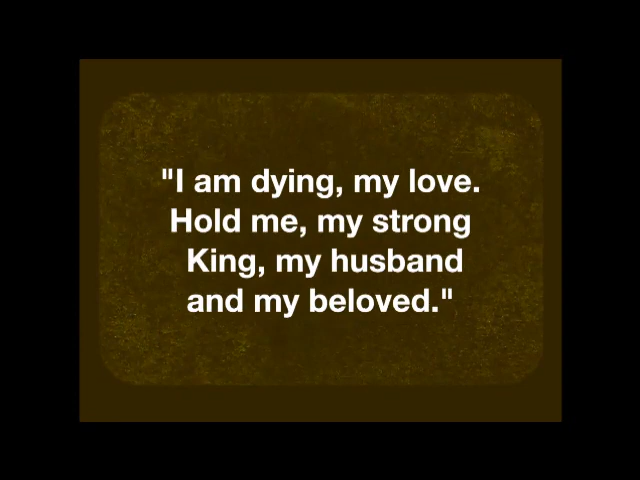 "I am dying, my love.
Hold me, my strong
King, my husband
and my beloved."